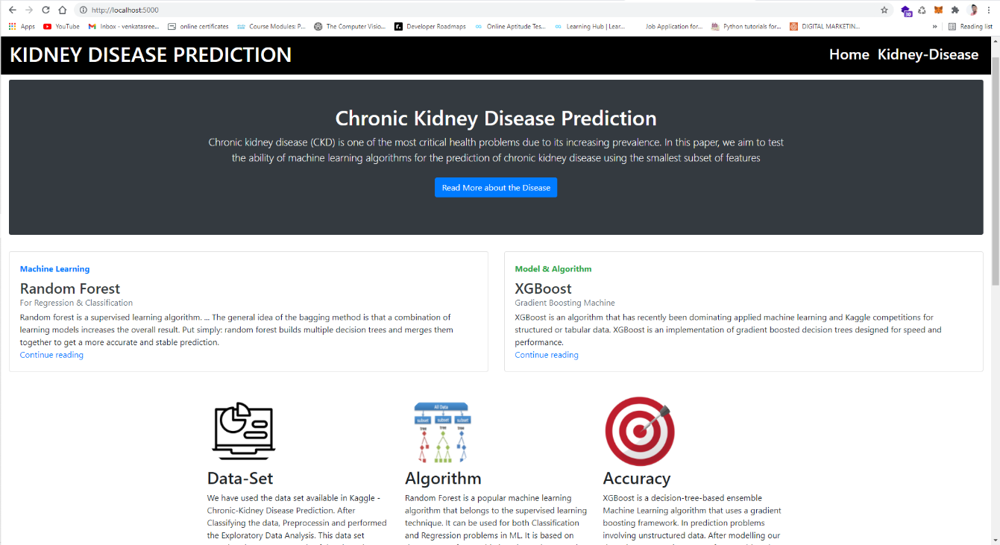 http://localhost:5000
30
Apps YouTube Inbox - venkatasree... online certificates Course Modules: P... The Computer Visio... Developer Roadmaps Online Aptitude Tes... Learning Hub | Lear... Job Application for... Python tutorials for... DIGITAL MARKETIN... » Reading list
KIDNEY DISEASE PREDICTION Home Kidney-Disease
Chronic Kidney Disease Prediction
Chronic kidney disease (CKD) is one of the most critical health problems due to its increasing prevalence. In this paper, we aim to test
the ability of machine learning algorithms for the prediction of chronic kidney disease using the smallest subset of features
Read More about the Disease
Machine Learning
Random Forest
For Regression & Classification
Random forest is a supervised learning algorithm. ... The general idea of the bagging method is that a combination of
learning models increases the overall result. Put simply: random forest builds multiple decision trees and merges them
together to get a more accurate and stable prediction.
Continue reading
Model & Algorithm
XGBoost
Gradient Boosting Machine
XGBoost is an algorithm that has recently been dominating applied machine learning and Kaggle competitions for
structured or tabular data. XGBoost is an implementation of gradient boosted decision trees designed for speed and
performance.
Continue reading
Data-Set
We have used the data set available in Kaggle -
Chronic-Kidney Disease Prediction. After
Classifying the data, Preprocessin and performed
the Exploratory Data Analysis. This data set
All Data
subset subset subset
tree tree tree
Algorithm
Random Forest is a popular machine learning
algorithm that belongs to the supervised learning
technique. It can be used for both Classification
and Regression problems in ML. It is based on
Accuracy
XGBoost is a decision-tree-based ensemble
Machine Learning algorithm that uses a gradient
boosting framework. In prediction problems
involving unstructured data. After modelling our